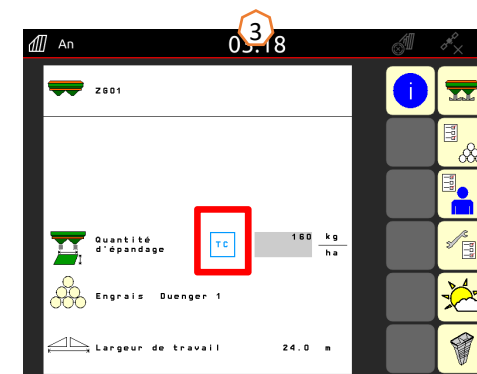 3
An
03:18
i
ZG01
Quantité
d'épandage
TC
160 kg
ha
Engrais Duenger 1
Largeur de travail 24.0 m